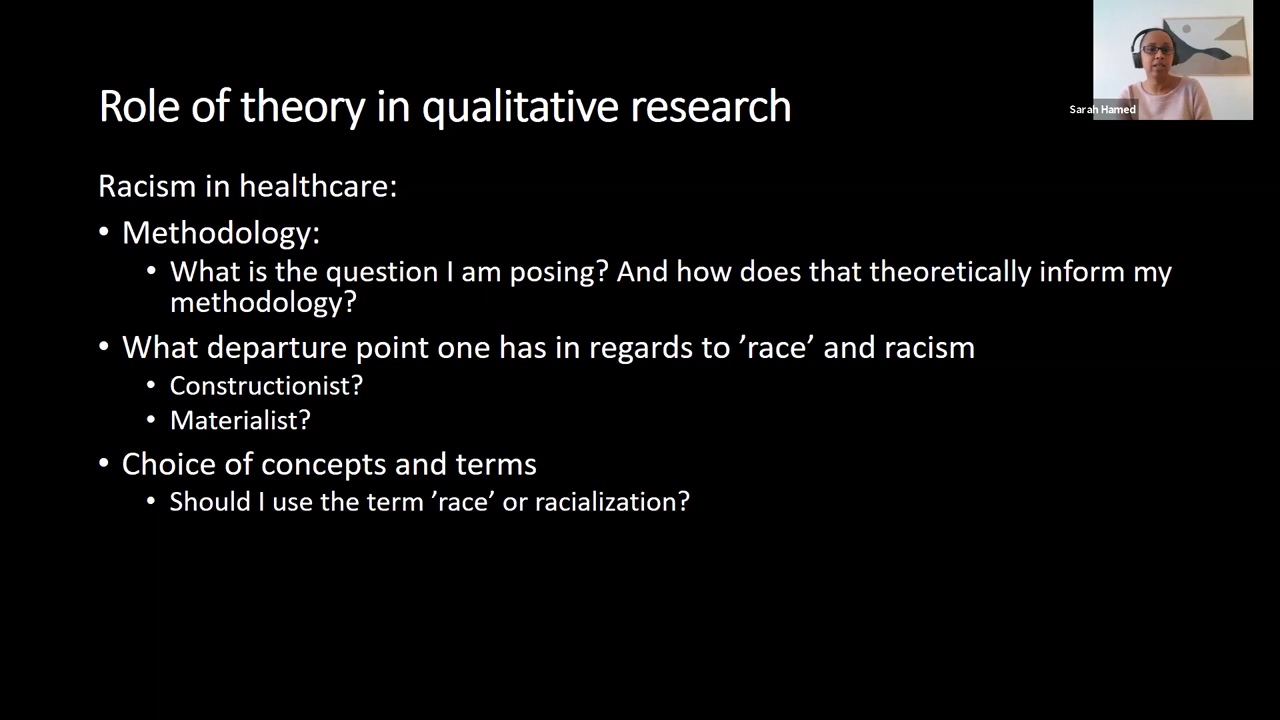 Role of theory in qualitative research
Sarah Hamed
Racism in healthcare:
• Methodology:
• What is the question I am posing? And how does that theoretically inform my
methodology?
• What departure point one has in regards to ’race’ and racism
• Constructionist?
• Materialist?
• Choice of concepts and terms
• Should I use the term ’race’ or racialization?